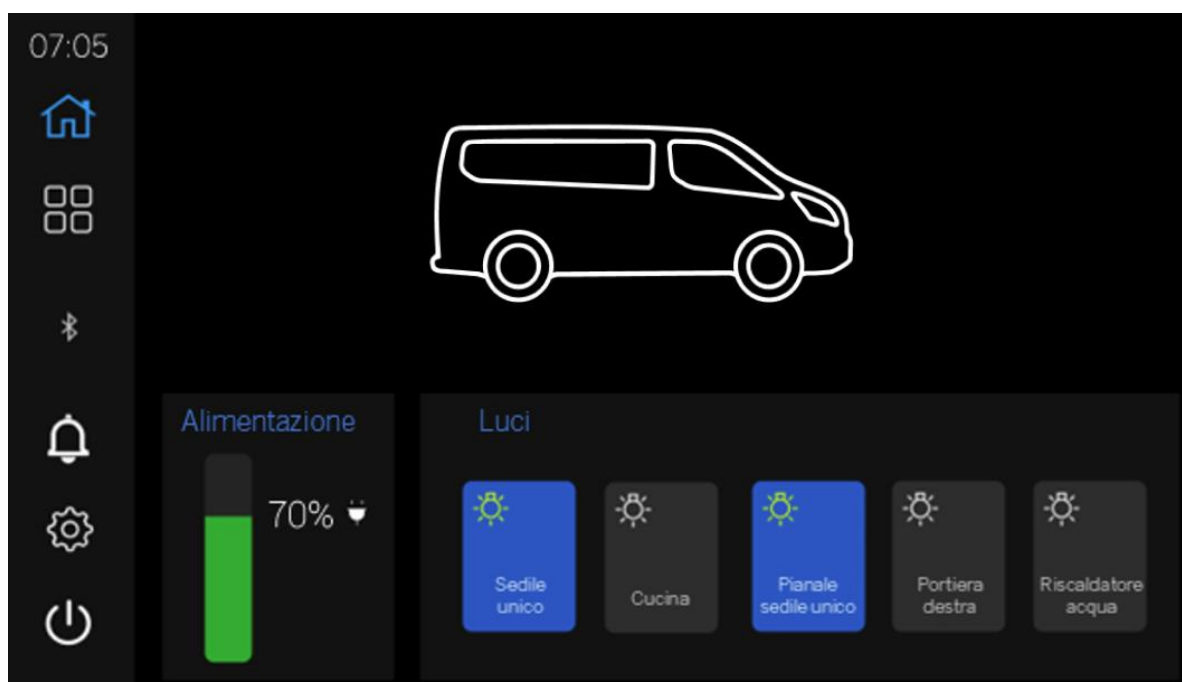 07:05
Alimentazione
70%
Luci
Sedile
unico
Cucina
Pianale
sedile unico
Portiera
destra
Riscaldatore
acqua